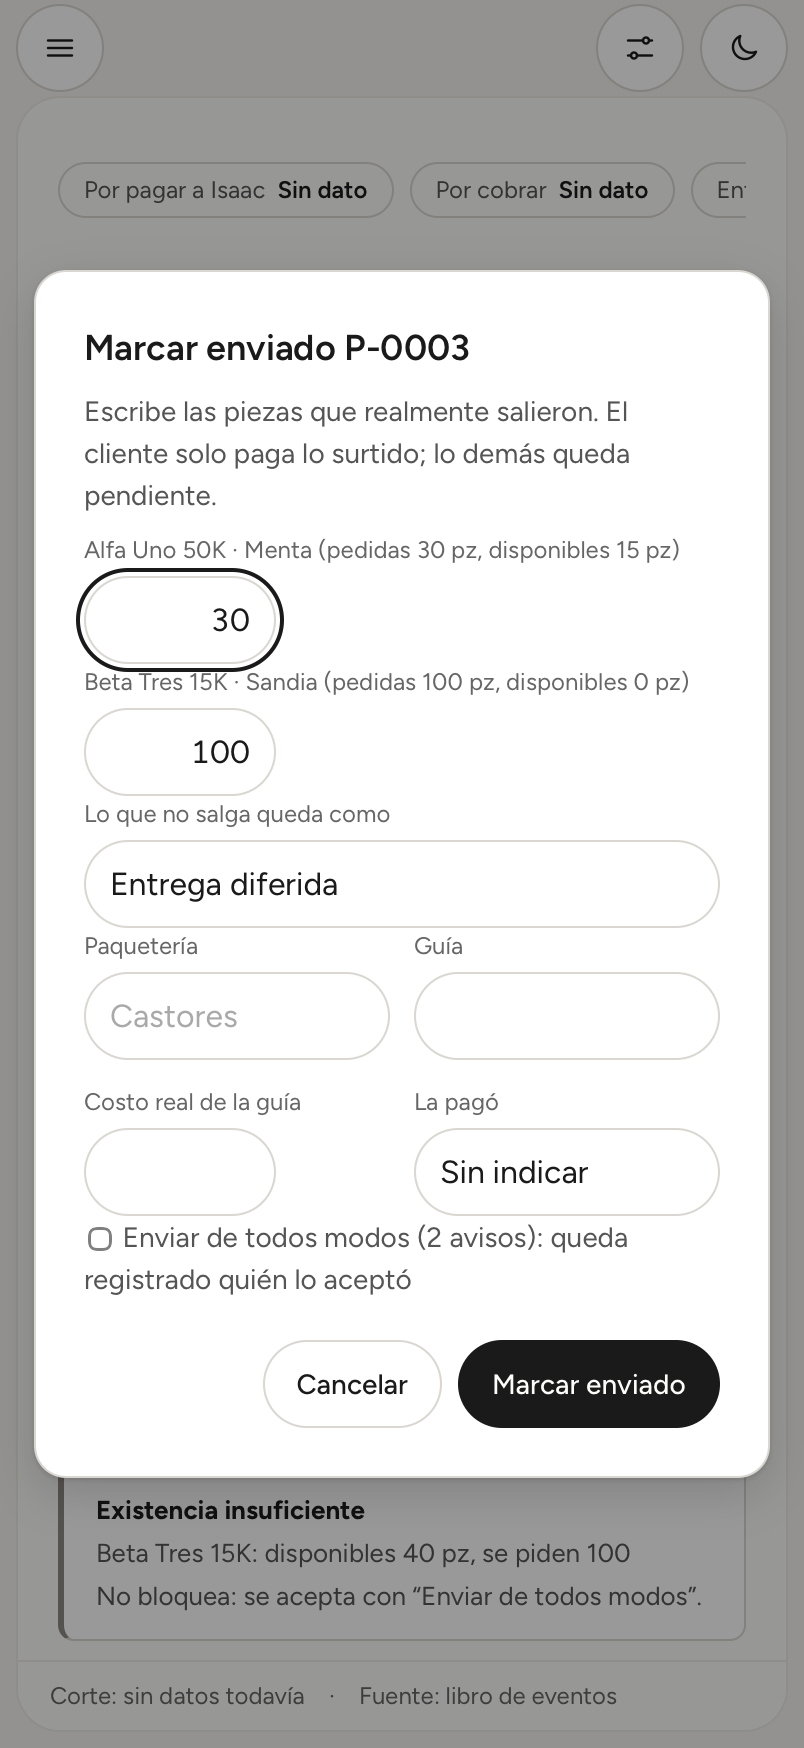 Por pagar a Isaac Sin dato
Por cobrar Sin dato
Marcar enviado P-0003
Escribe las piezas que realmente salieron. El
cliente solo paga lo surtido; lo demás queda
pendiente.
Alfa Uno 50K · Menta (pedidas 30 pz, disponibles 15 pz)
30
Beta Tres 15K · Sandia (pedidas 100 pz, disponibles 0 pz)
100
Lo que no salga queda como
Entrega diferida
Paquetería
Guía
Castores
Costo real de la guía
La pagó
Sin indicar
Enviar de todos modos (2 avisos): queda
registrado quién lo aceptó
Cancelar
Marcar enviado
Existencia insuficiente
Beta Tres 15K: disponibles 40 pz, se piden 100
No bloquea: se acepta con “Enviar de todos modos”.
Corte: sin datos todavía · Fuente: libro de eventos